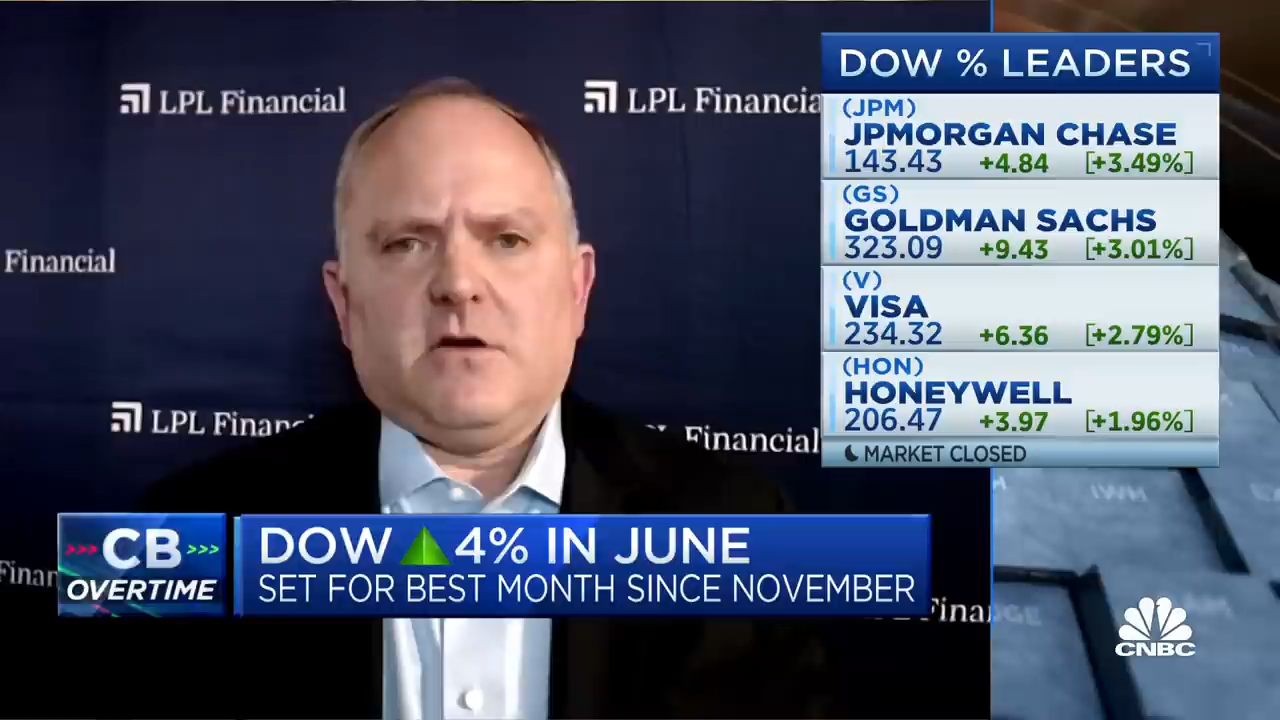 LPL Financial
LPL Financia
Financial
LPL Financ
Financial
DOW % LEADERS
(JPM)
JPMORGAN CHASE
143.43 +4.84 [+3.49%]
(GS)
GOLDMAN SACHS
323.09 +9.43 [+3.01%]
(V)
VISA
234.32 +6.36 [+2.79%]
(HON)
HONEYWELL
206.47 +3.97 [+1.96%]
MARKET CLOSED
>>> CB >>>
OVERTIME
DOW ▲ 4% IN JUNE
SET FOR BEST MONTH SINCE NOVEMBER
CNBC